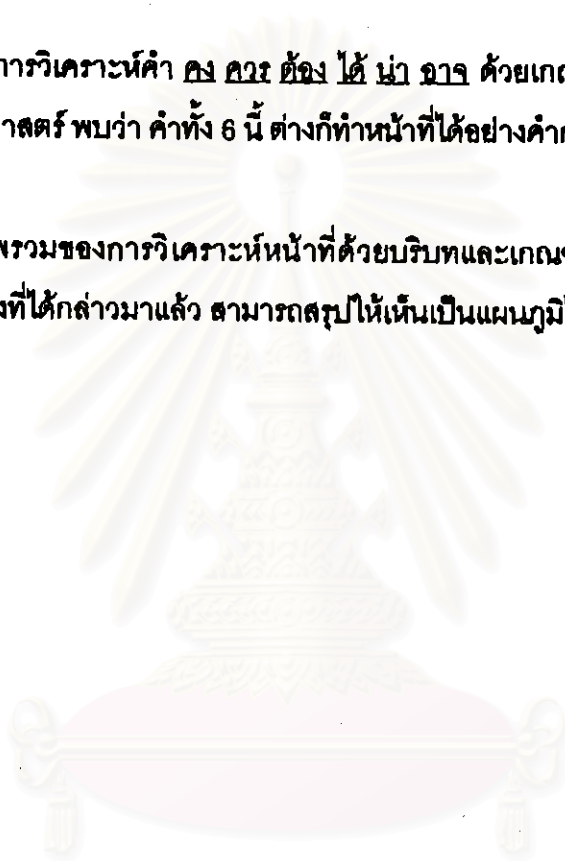 การวิเคราะห์คำ คง ควร ต้อง ได้ น่า อาจ ด้วยเกณ
าสตร์ พบว่า คำทั้ง 6 นี้ ต่างก็ทำหน้าที่ได้อย่างคำก
พรวมของการวิเคราะห์หน้าที่ด้วยบริบทและเกณฑ
งที่ได้กล่าวมาแล้ว สามารถสรุปให้เห็นเป็นแผนภูมิไ